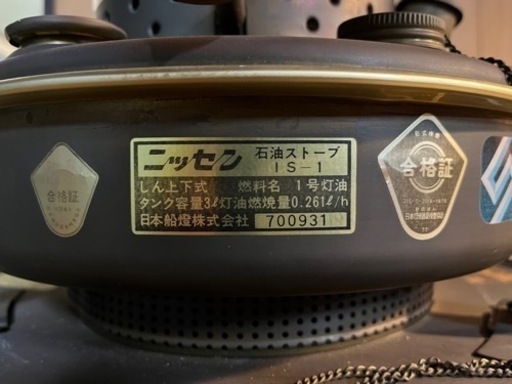 ニッセン 石油ストーブ
IS-1
しん上下式 燃料名 1号灯油
タンク容量3ℓ灯油燃焼量0.26ℓ/h
日本船燈株式会社 700931
合格証
合格証